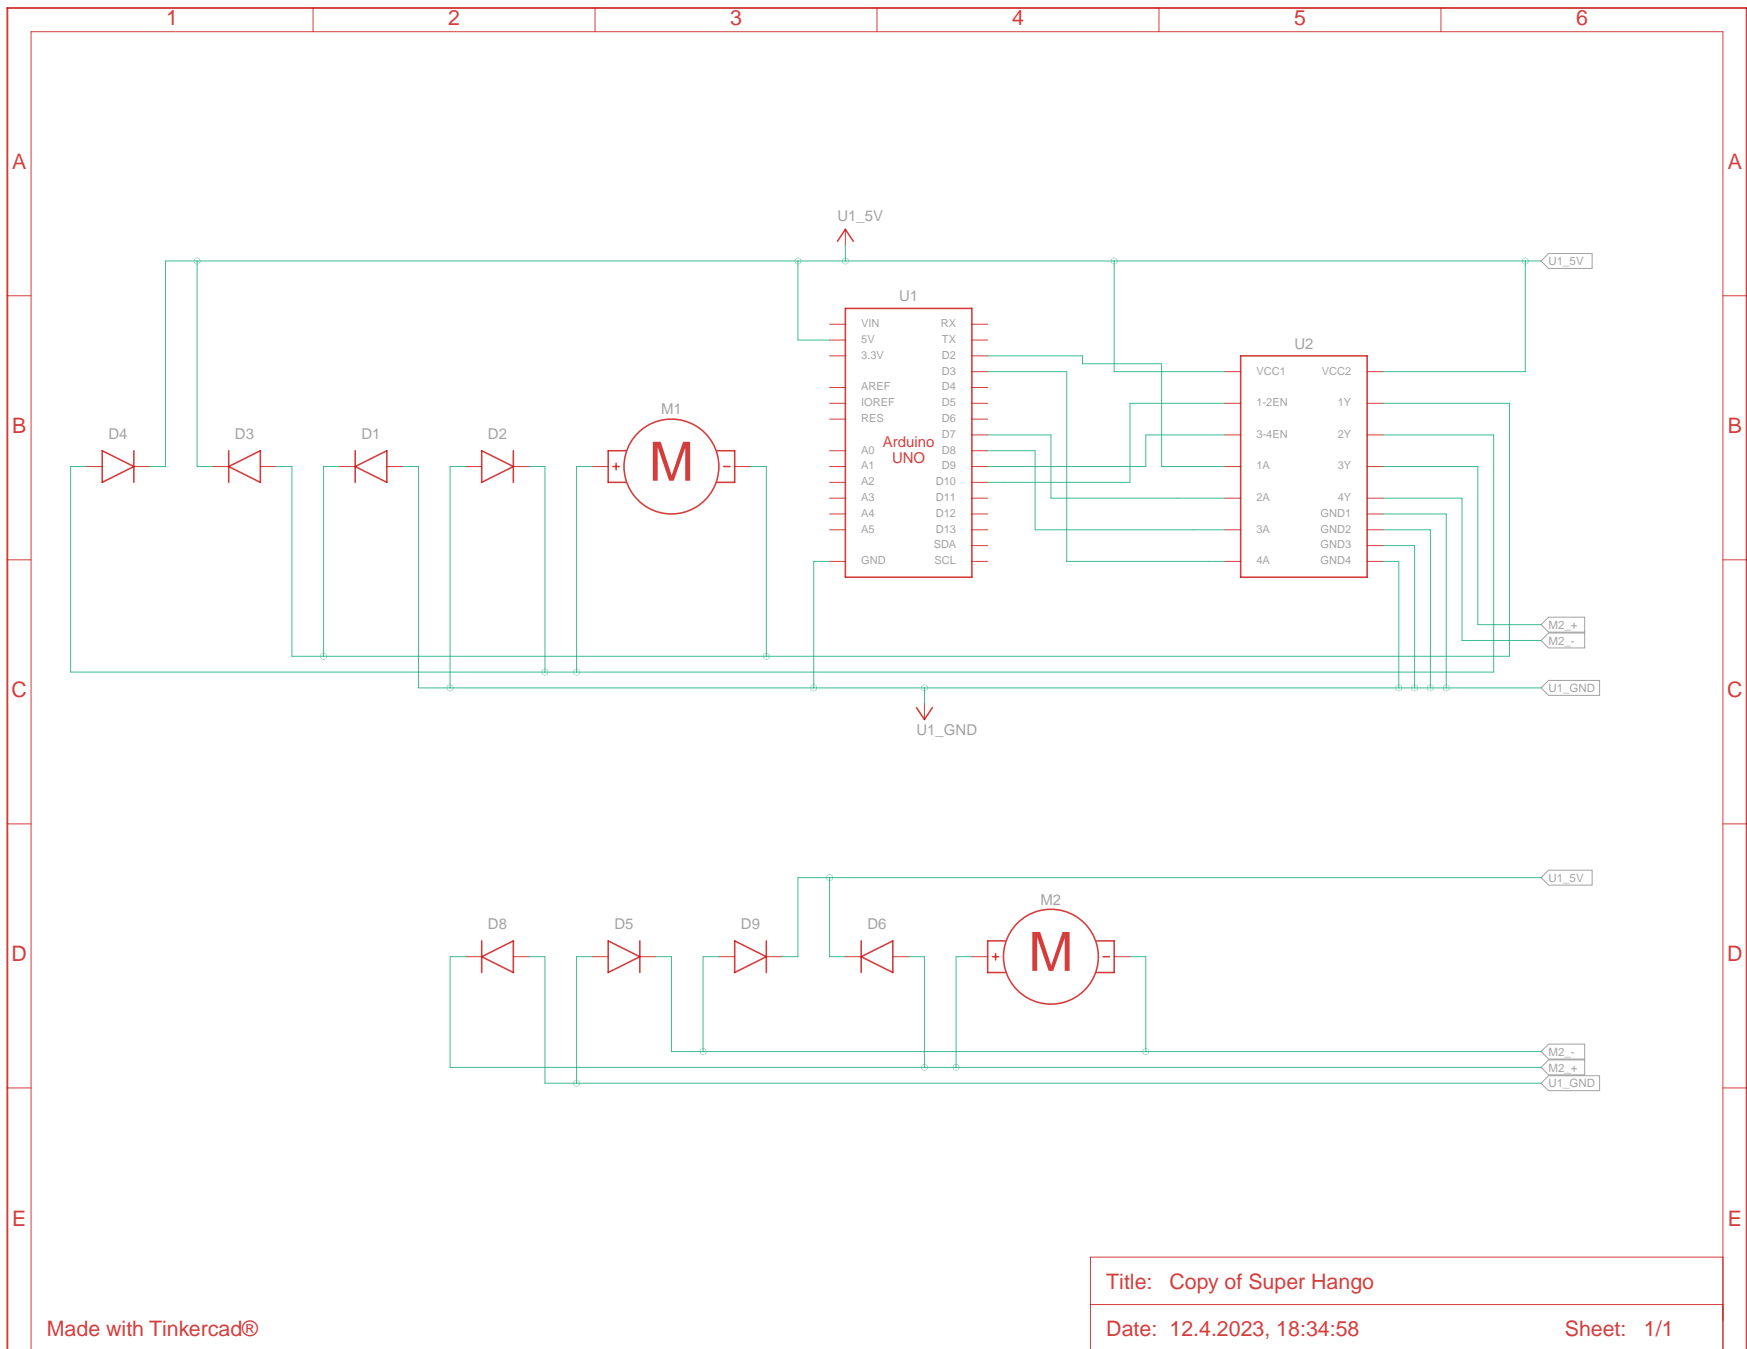 1 2 3 4 5 6
A A
U1_5V
U1_5V
U1
VIN RX
5V TX
3.3V D2
D3
AREF D4
IOREF D5
RES D6
D7
A0 D8
A1 D9
A2 D10
A3 D11
A4 D12
A5 D13
SDA
GND SCL
Arduino
UNO
U2
VCC1 VCC2
1-2EN 1Y
3-4EN 2Y
1A 3Y
2A 4Y
GND1
3A GND2
GND3
4A GND4
B B
D4 D3 D1 D2 M1
+ M -
M2_+
M2_-
C C
U1_GND
U1_GND
U1_5V
D8 D5 D9 D6 M2
+ M -
D D
M2_-
M2_+
U1_GND
E E
Title: Copy of Super Hango
Made with Tinkercad®
Date: 12.4.2023, 18:34:58 Sheet: 1/1